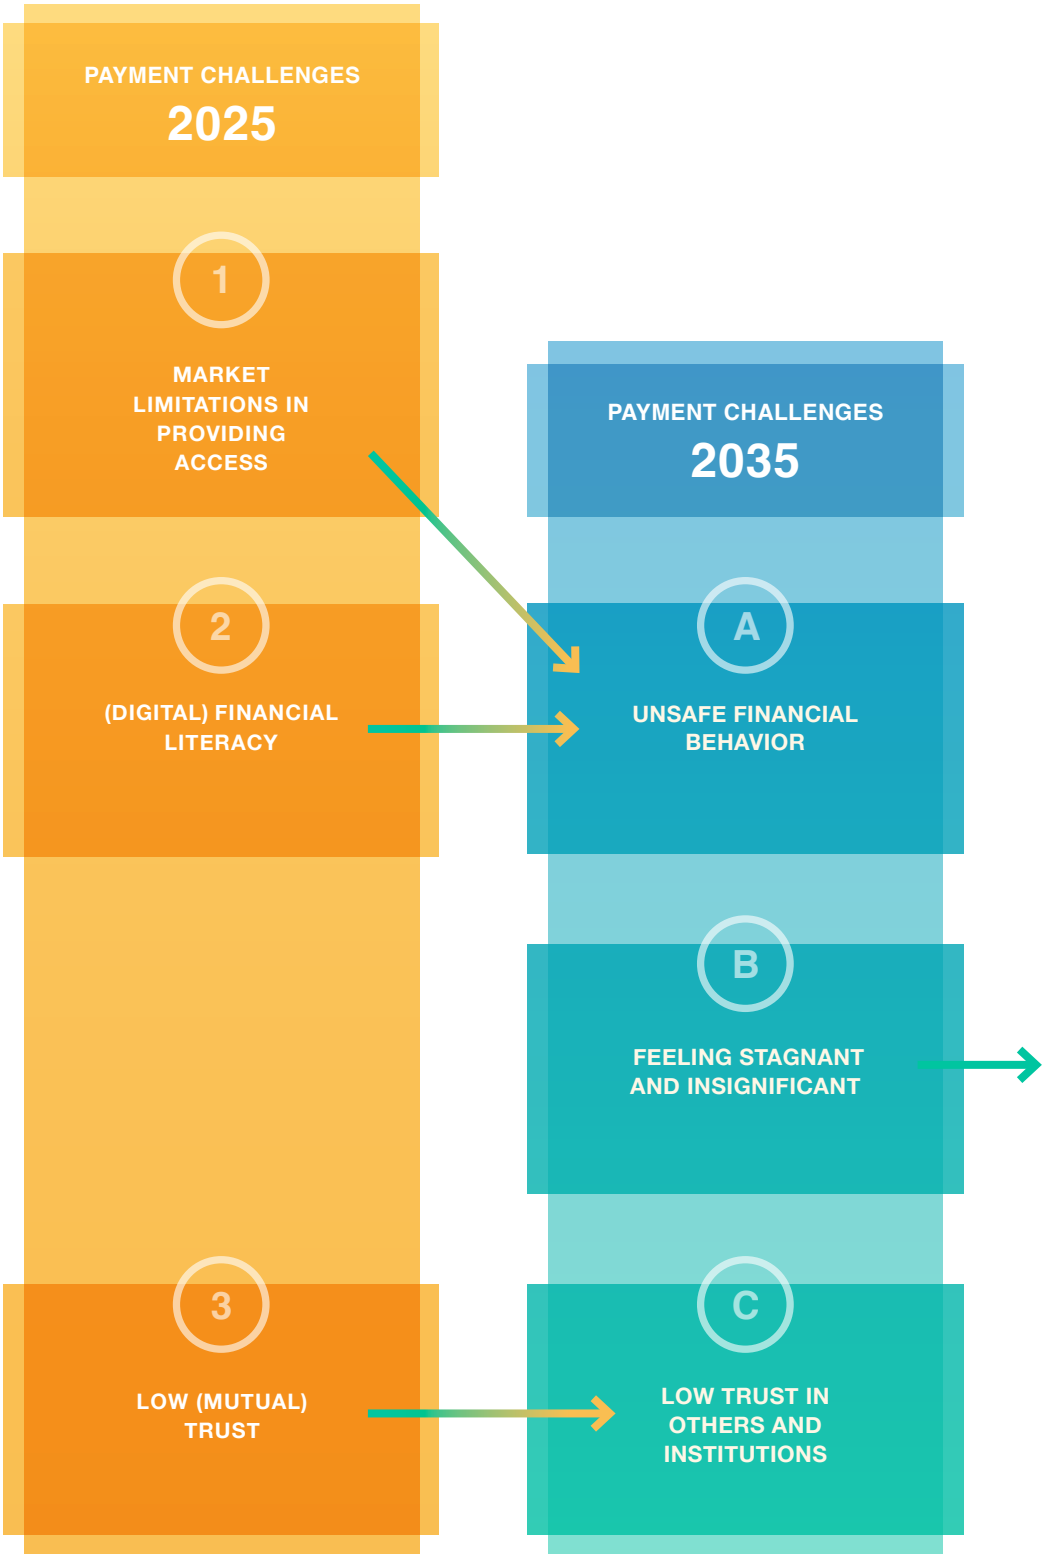 PAYMENT CHALLENGES
2025
1
MARKET
LIMITATIONS IN
PROVIDING
ACCESS
2
(DIGITAL) FINANCIAL
LITERACY
3
LOW (MUTUAL)
TRUST
PAYMENT CHALLENGES
2035
A
UNSAFE FINANCIAL
BEHAVIOR
B
FEELING STAGNANT
AND INSIGNIFICANT
C
LOW TRUST IN
OTHERS AND
INSTITUTIONS